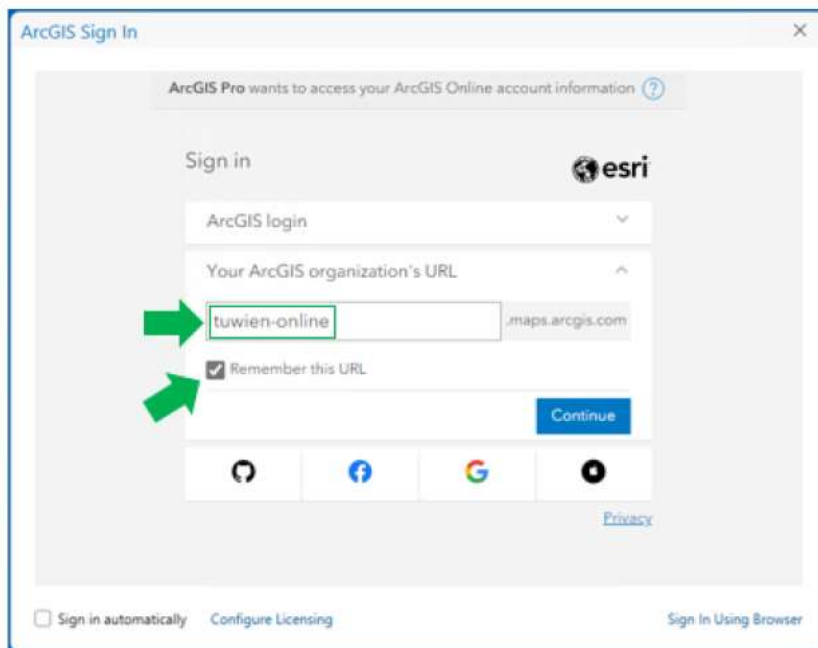 ArcGIS Sign In
ArcGIS Pro wants to access your ArcGIS Online account information ?
Sign in
esri
ArcGIS login
Your ArcGIS organization's URL
tuwien-online .maps.arcgis.com
Remember this URL
Continue
Privacy
Sign in automatically Configure Licensing Sign In Using Browser